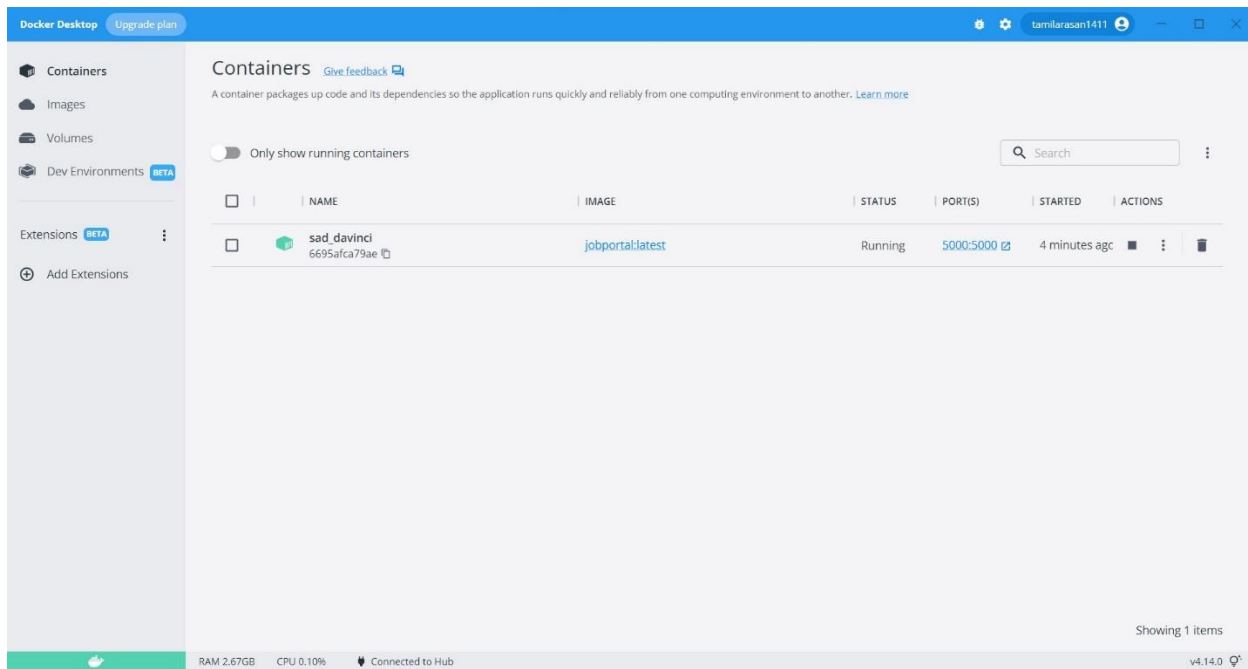 Docker Desktop Upgrade plan tamilarasan1411
Containers
Images
Volumes
Dev Environments BETA
Extensions BETA
Add Extensions
Containers Give feedback
A container packages up code and its dependencies so the application runs quickly and reliably from one computing environment to another. Learn more
Only show running containers
Search
NAME IMAGE STATUS PORT(S) STARTED ACTIONS
sad_davinci jobportal:latest Running 5000:5000 4 minutes agc
6695afca79ae
Showing 1 items
RAM 2.67GB CPU 0.10% Connected to Hub v4.14.0